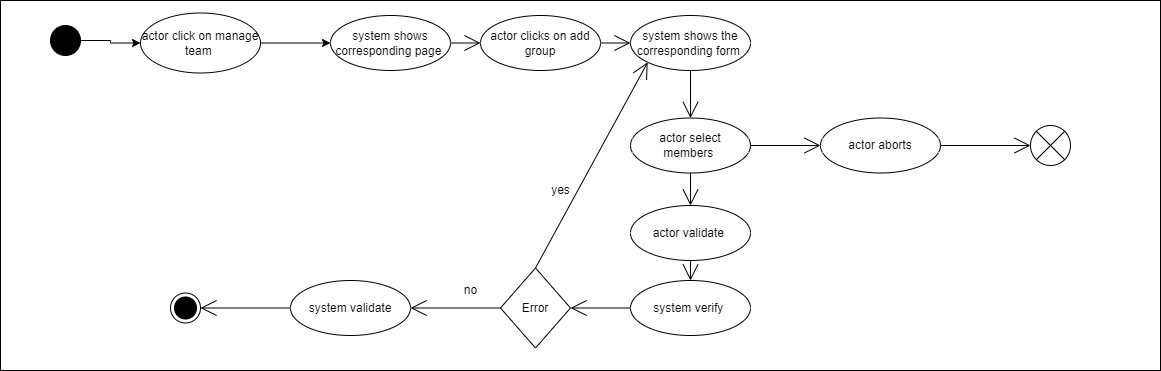 actor click on manage
team
system shows
corresponding page
actor clicks on add
group
system shows the
corresponding form
actor select
members
actor aborts
yes
actor validate
no
system validate
Error
system verify